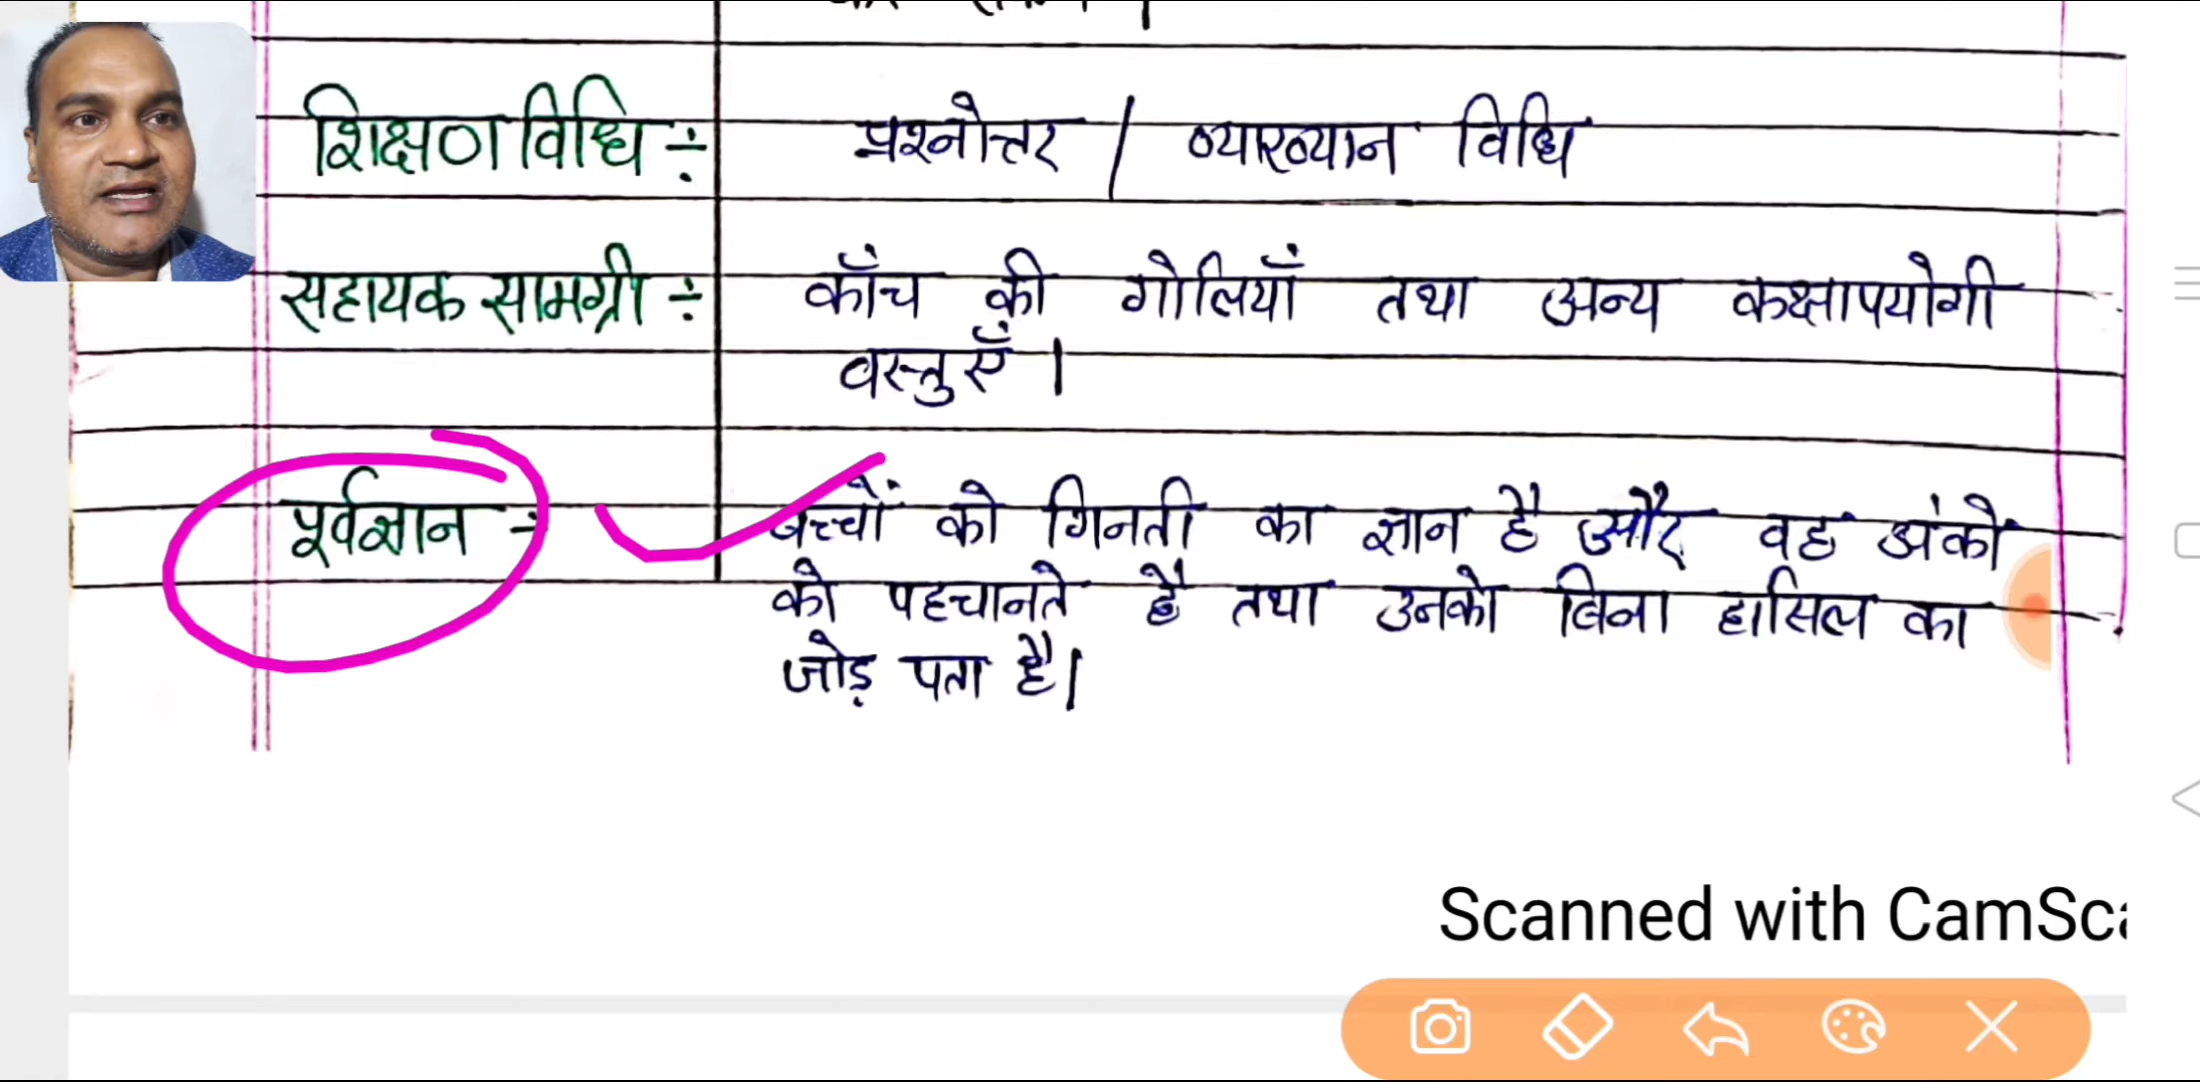 शिक्षण विधि ÷ प्रश्नोत्तर / व्याख्यान विधि
सहायक सामग्री ÷ काँच की गोलियाँ तथा अन्य कक्षापयोगी
वस्तुएँ ।
पूर्वज्ञान ÷ बच्चों को गिनती का ज्ञान है और वह अंको
को पहचानते है तथा उनको बिना हासिल का
जोड़ पता है।
Scanned with CamSca